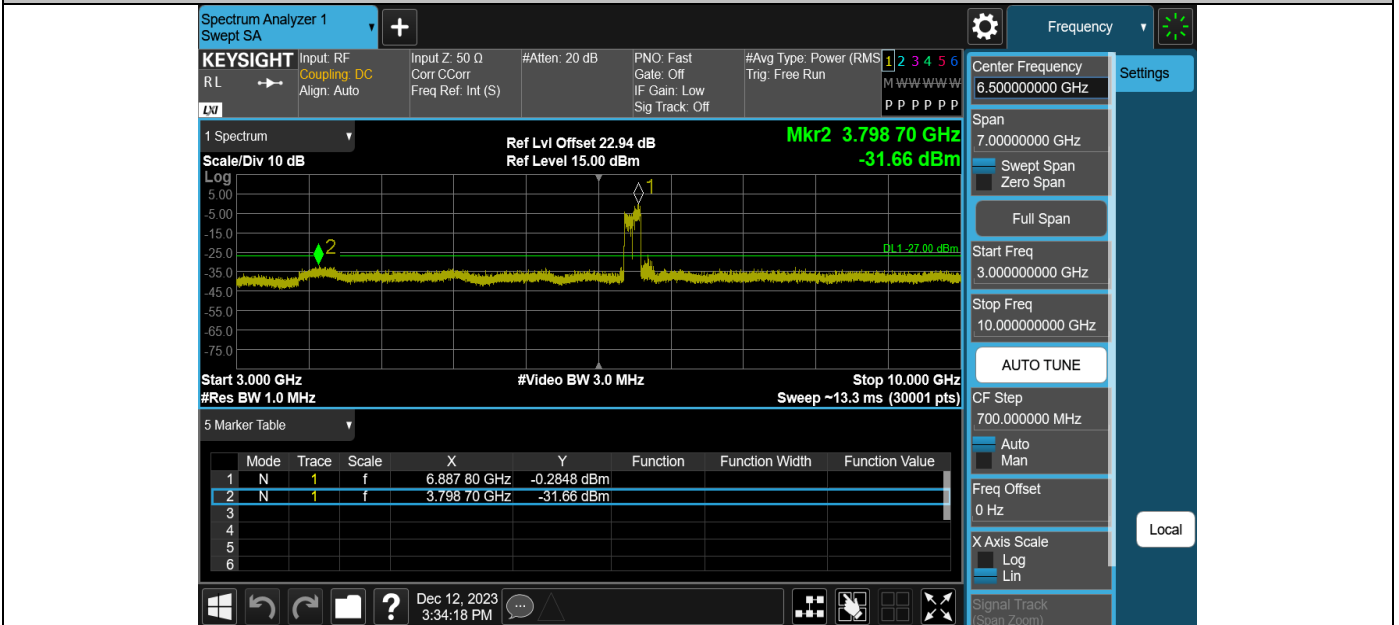 Spectrum Analyzer 1
Swept SA
+
Frequency
KEYSIGHT
RL
LXI
Input: RF
Coupling: DC
Align: Auto
Input Z: 50 Ω
Corr CCorr
Freq Ref: Int (S)
#Atten: 20 dB
PNO: Fast
Gate: Off
IF Gain: Low
Sig Track: Off
#Avg Type: Power (RMS
Trig: Free Run
1 2 3 4 5 6
M W W W W W
P P P P P P
1 Spectrum
Scale/Div 10 dB
Ref Lvl Offset 22.94 dB
Ref Level 15.00 dBm
Mkr2 3.798 70 GHz
-31.66 dBm
Log
5.00
-5.00
-15.0
-25.0
-35.0
-45.0
-55.0
-65.0
-75.0
1
2
DL1 -27.00 dBm
Start 3.000 GHz
#Res BW 1.0 MHz
#Video BW 3.0 MHz
Stop 10.000 GHz
Sweep ~13.3 ms (30001 pts)
5 Marker Table
Mode Trace Scale X Y Function Function Width Function Value
1 N 1 f 6.887 80 GHz -0.2848 dBm
2 N 1 f 3.798 70 GHz -31.66 dBm
3
4
5
6
?
Dec 12, 2023
3:34:18 PM
Center Frequency
6.500000000 GHz
Span
7.00000000 GHz
Swept Span
Zero Span
Full Span
Start Freq
3.000000000 GHz
Stop Freq
10.000000000 GHz
AUTO TUNE
CF Step
700.000000 MHz
Auto
Man
Freq Offset
0 Hz
X Axis Scale
Log
Lin
Signal Track
(Span Zoom)
Settings
Local